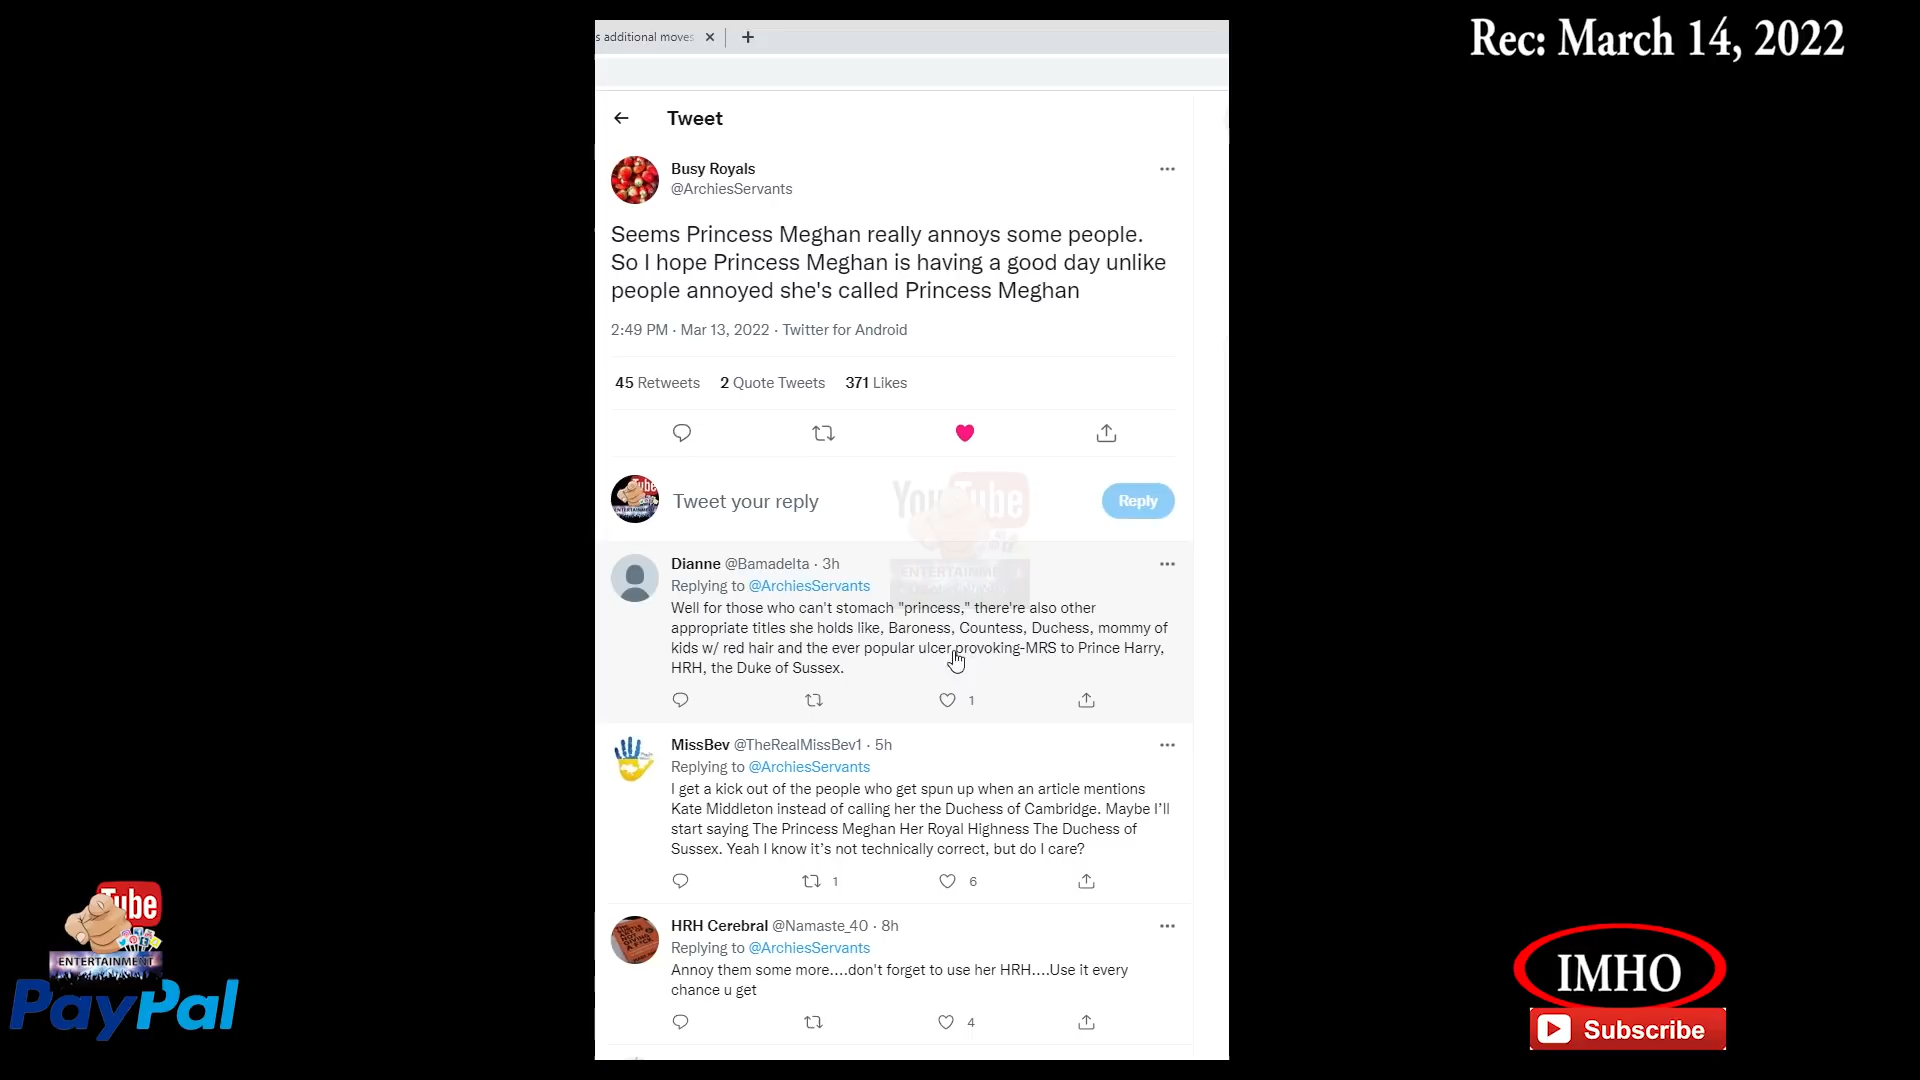 Rec: March 14, 2022
s additional moves
Tweet
Busy Royals
@ArchiesServants
Seems Princess Meghan really annoys some people.
So I hope Princess Meghan is having a good day unlike
people annoyed she's called Princess Meghan
2:49 PM · Mar 13, 2022 · Twitter for Android
45 Retweets 2 Quote Tweets 371 Likes
Tweet your reply
Reply
YouTube
ENTERTAINMENT
Dianne @Bamadelta · 3h
Replying to @ArchiesServants
Well for those who can't stomach "princess," there're also other
appropriate titles she holds like, Baroness, Countess, Duchess, mommy of
kids w/ red hair and the ever popular ulcer provoking-MRS to Prince Harry,
HRH, the Duke of Sussex.
1
MissBev @TheRealMissBev1 · 5h
Replying to @ArchiesServants
I get a kick out of the people who get spun up when an article mentions
Kate Middleton instead of calling her the Duchess of Cambridge. Maybe I’ll
start saying The Princess Meghan Her Royal Highness The Duchess of
Sussex. Yeah I know it’s not technically correct, but do I care?
1 6
HRH Cerebral @Namaste_40 · 8h
Replying to @ArchiesServants
Annoy them some more....don't forget to use her HRH....Use it every
chance u get
4
Tube
ENTERTAINMENT
PayPal
IMHO
Subscribe